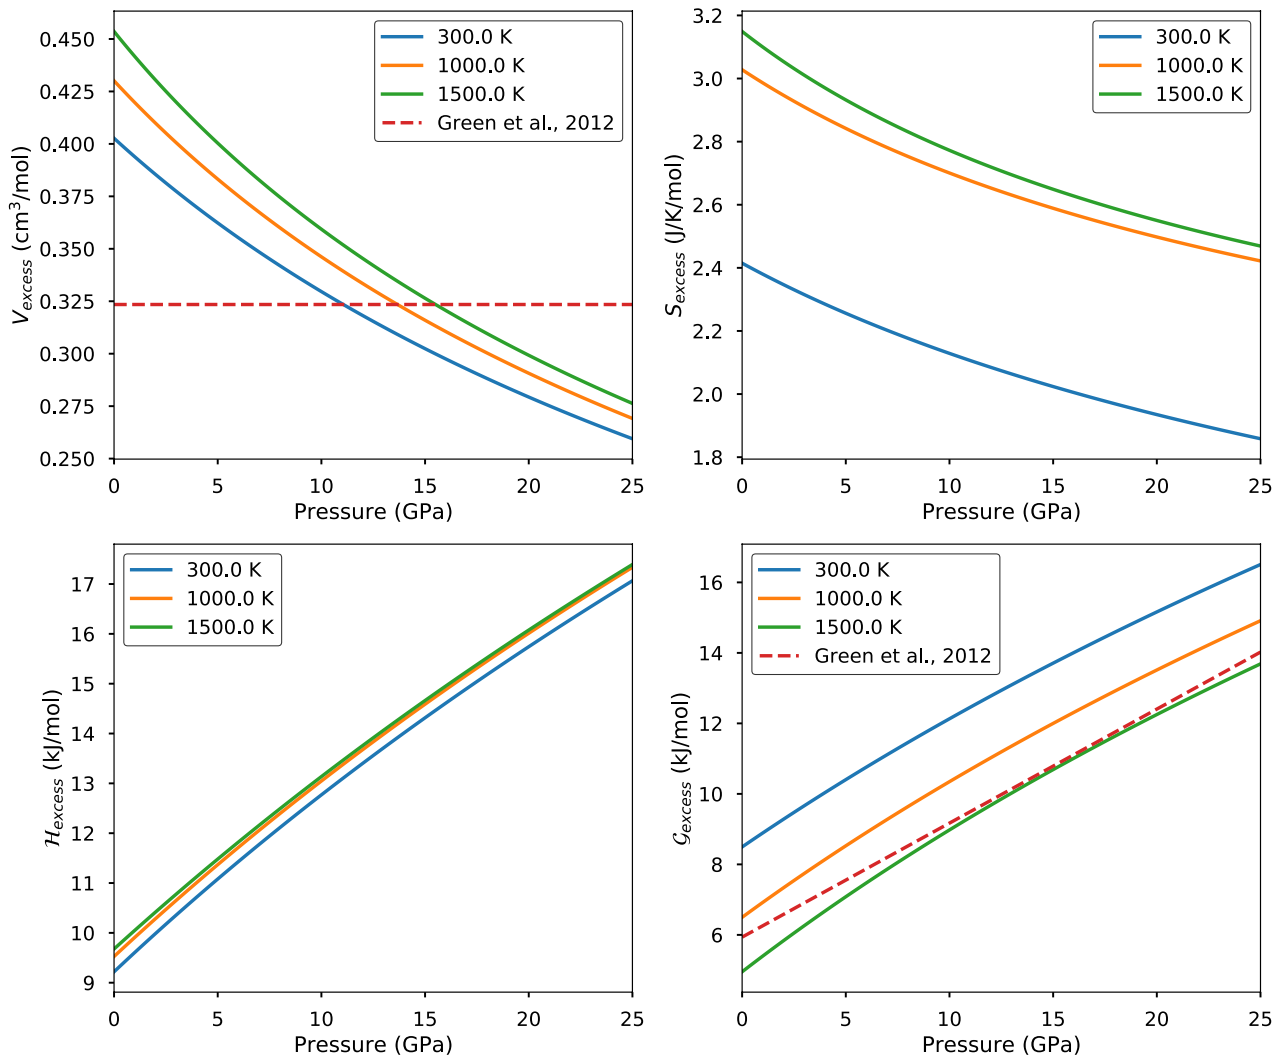 0.450
0.425
0.400
0.375
0.350
0.325
0.300
0.275
0.250
V_excess (cm³/mol)
300.0 K
1000.0 K
1500.0 K
Green et al., 2012
0 5 10 15 20 25
Pressure (GPa)
3.2
3.0
2.8
2.6
2.4
2.2
2.0
1.8
S_excess (J/K/mol)
300.0 K
1000.0 K
1500.0 K
0 5 10 15 20 25
Pressure (GPa)
17
16
15
14
13
12
11
10
9
ℋ_excess (kJ/mol)
300.0 K
1000.0 K
1500.0 K
0 5 10 15 20 25
Pressure (GPa)
16
14
12
10
8
6
𝒢_excess (kJ/mol)
300.0 K
1000.0 K
1500.0 K
Green et al., 2012
0 5 10 15 20 25
Pressure (GPa)